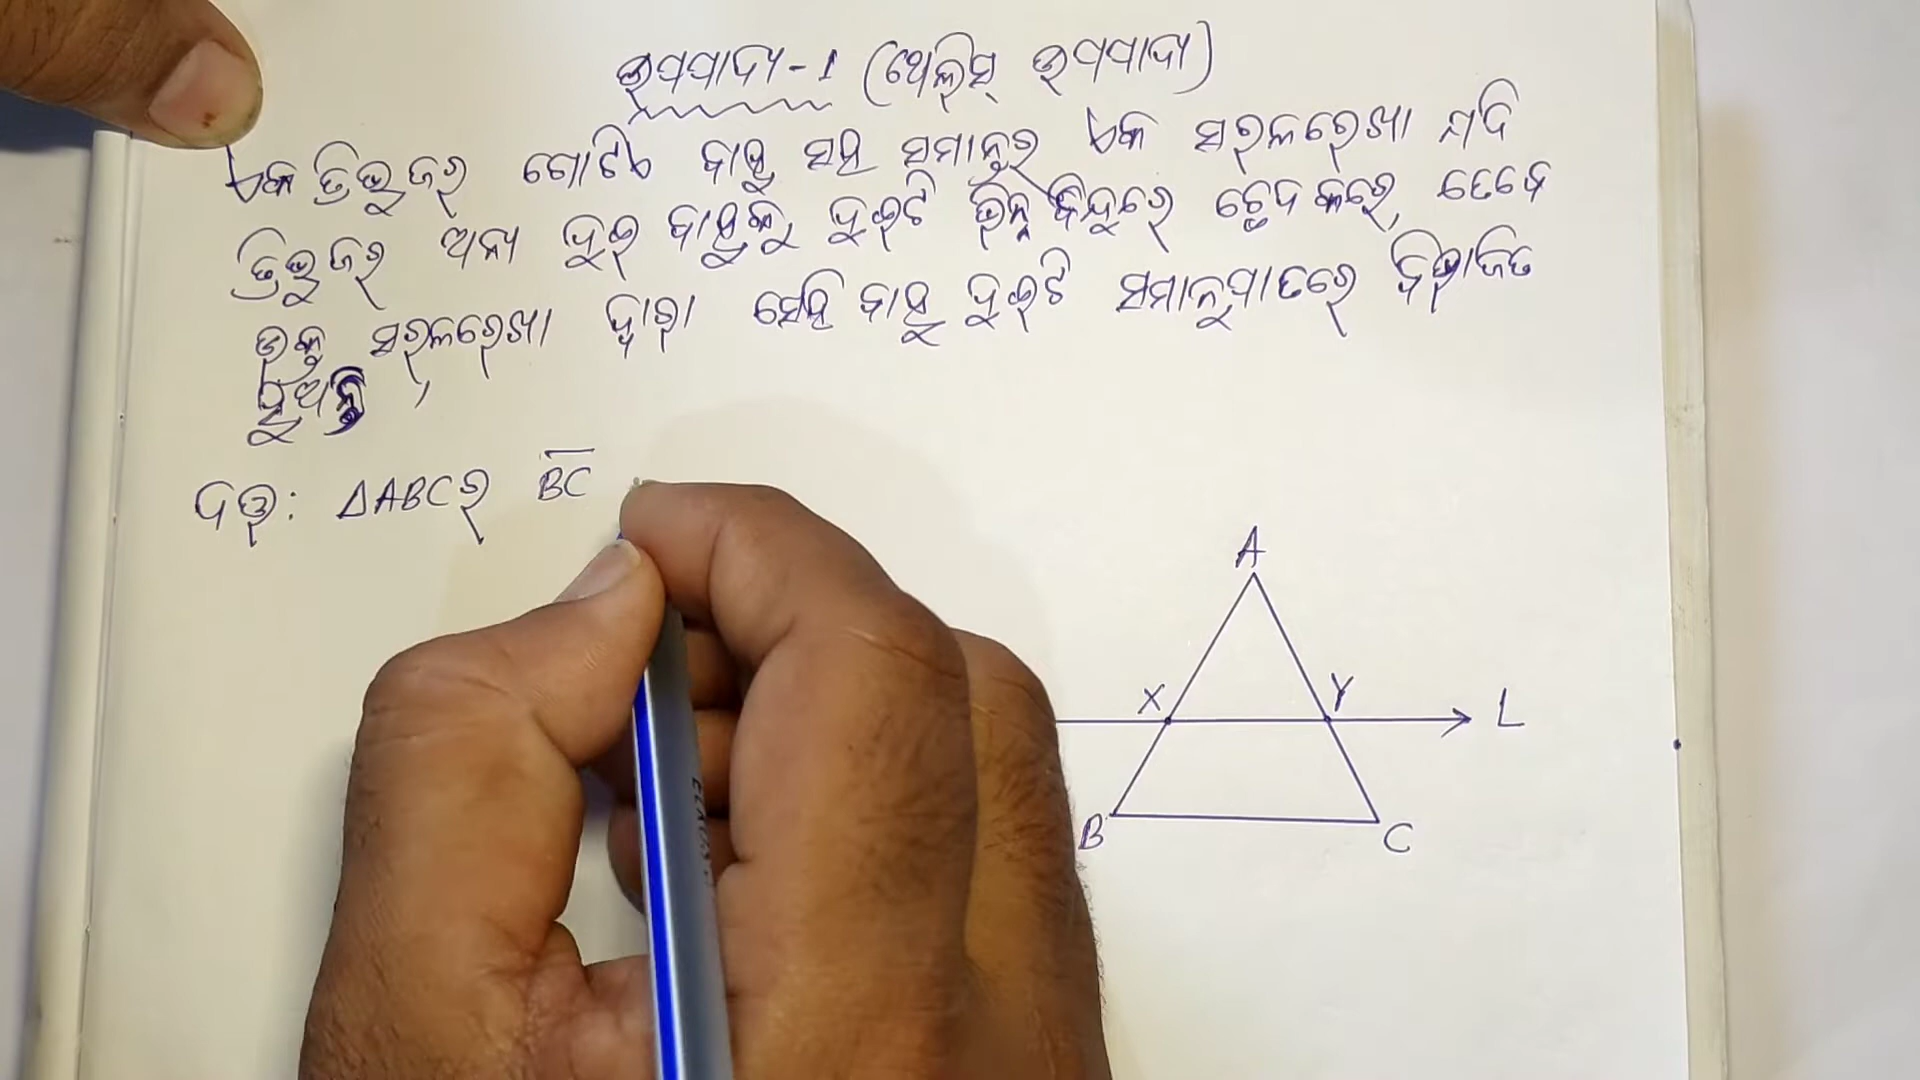 ଉପପାଦ୍ୟ-1 (ଥେଲିସ୍ ଉପପାଦ୍ୟ)
ଏକ ତ୍ରିଭୁଜର ଗୋଟିଏ ବାହୁ ସହ ସମାନ୍ତର ଏକ ସରଳରେଖା ଯଦି
ତ୍ରିଭୁଜର ଅନ୍ୟ ଦୁଇ ବାହୁକୁ ଦୁଇଟି ଭିନ୍ନ ବିନ୍ଦୁରେ ଛେଦ କରେ, ତେବେ
ଉକ୍ତ ସରଳରେଖା ଦ୍ୱାରା ସେହି ବାହୁ ଦୁଇଟି ସମାନୁପାତରେ ବିଭାଜିତ
ହୁଅନ୍ତି ,
ଦତ୍ତ: ΔABCର B͞C͞
A
X Y L
B C